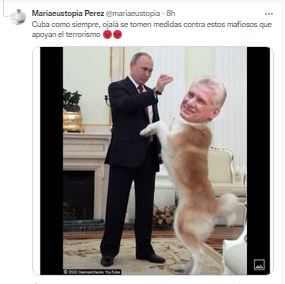 Mariaeustopia Perez @mariaeustopia · 8h
Cuba como siempre, ojalá se tomen medidas contra estos mafiosos que
apoyan el terrorismo 😡😡
© 2022 GermanOsorio YouTube